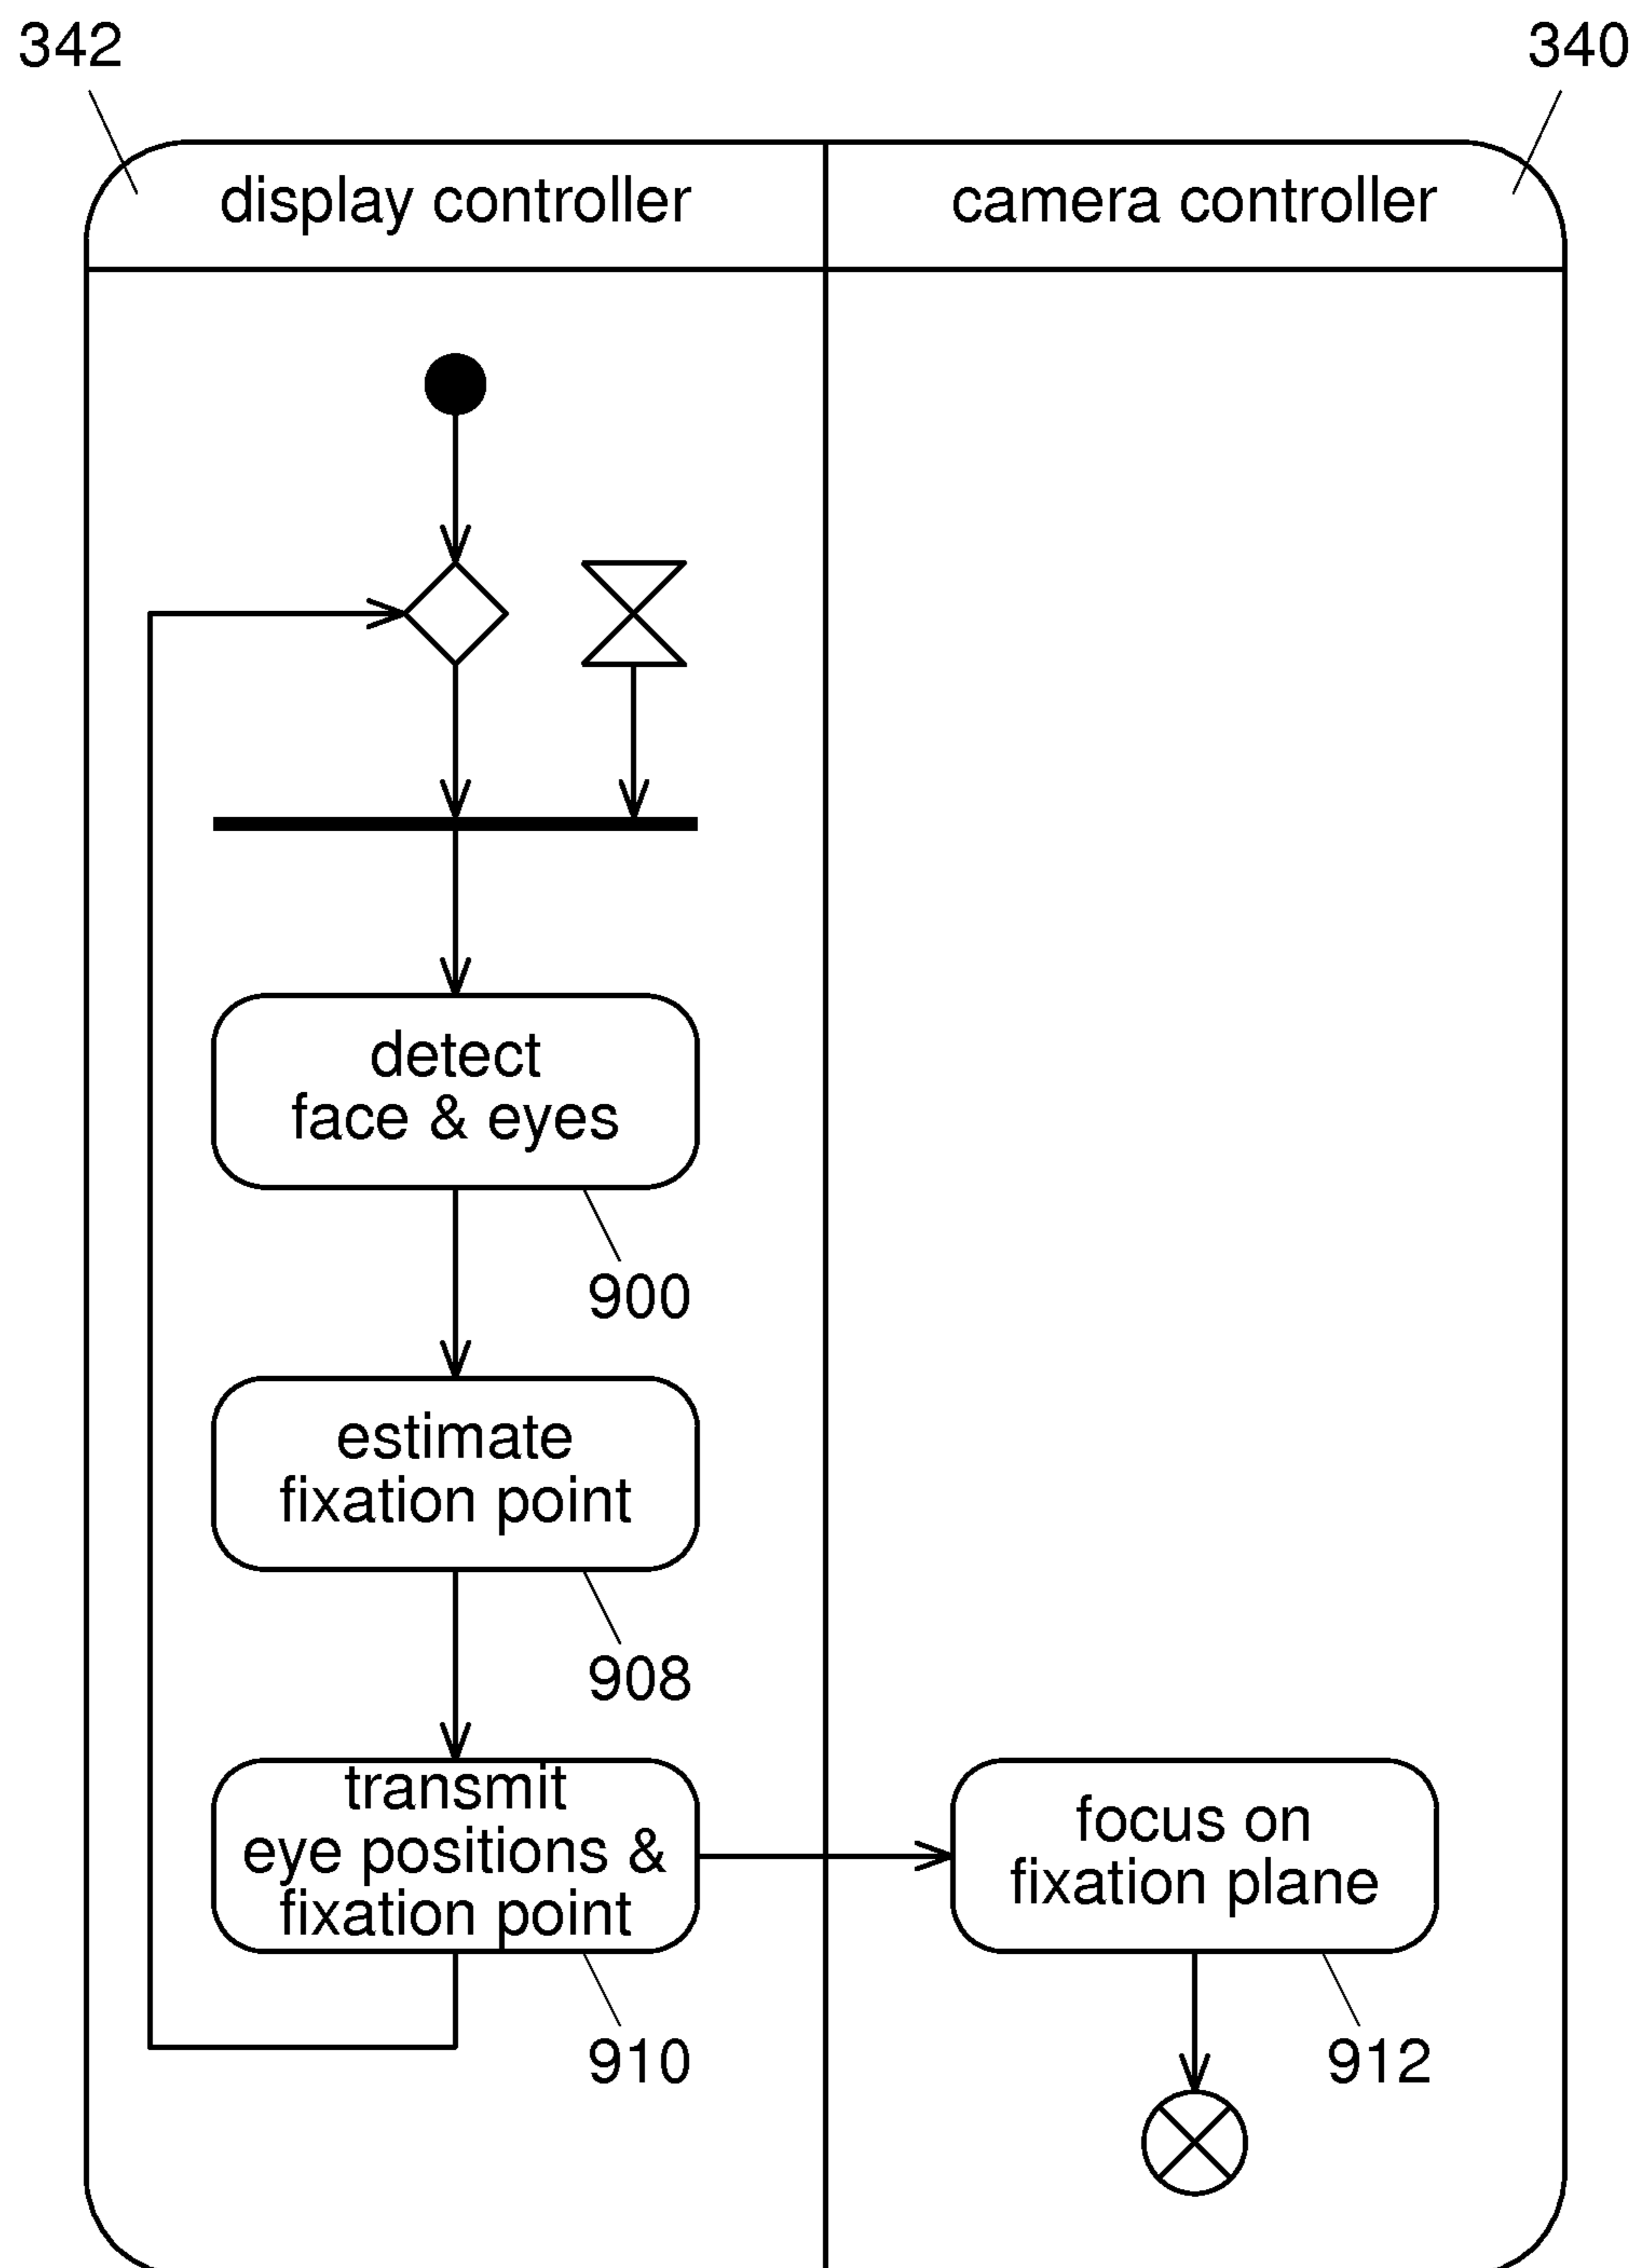 342
340
display controller
camera controller
detect
face & eyes
900
estimate
fixation point
908
transmit
eye positions &
fixation point
910
focus on
fixation plane
912